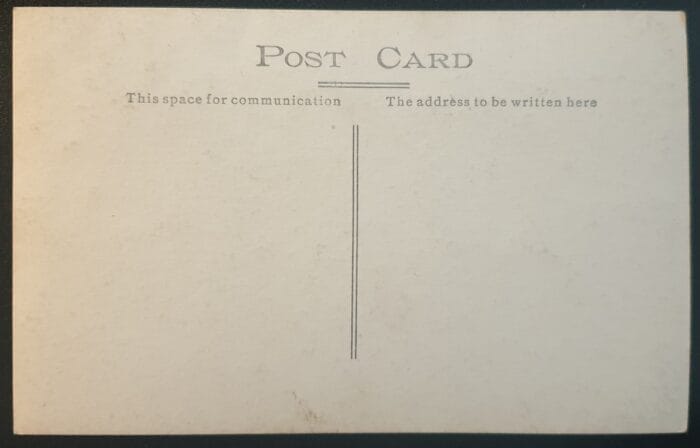 Post Card
This space for communication
The address to be written here